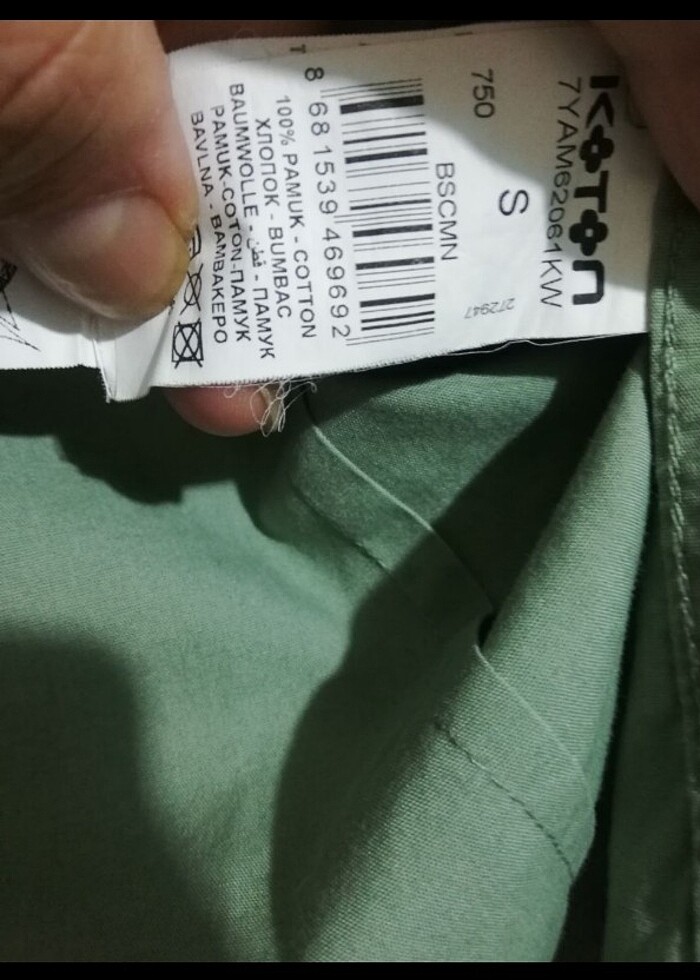 KOTON
7YAM62061KW
S
750
272947
BSCMN
8 681539 469692
100% PAMUK - COTTON
ХЛОПОК - BUMBAC
BAUMWOLLE - قطن - ПАМУК
PAMUK-COTON-ПАМУК
BAVLNA - ΒΑΜΒΑΚΕΡΟ